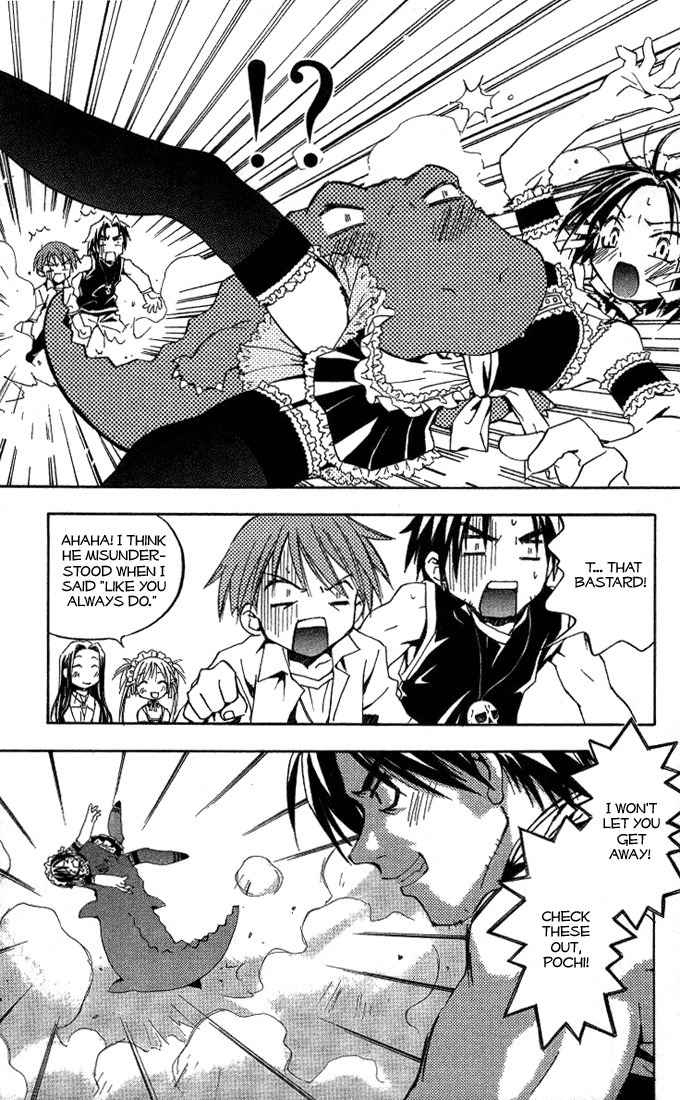 !?
T... THAT
BASTARD!
AHAHA! I THINK
HE MISUNDER-
STOOD WHEN I
SAID "LIKE YOU
ALWAYS DO."
I WON'T
LET YOU
GET
AWAY!
CHECK
THESE
OUT,
POCHI!